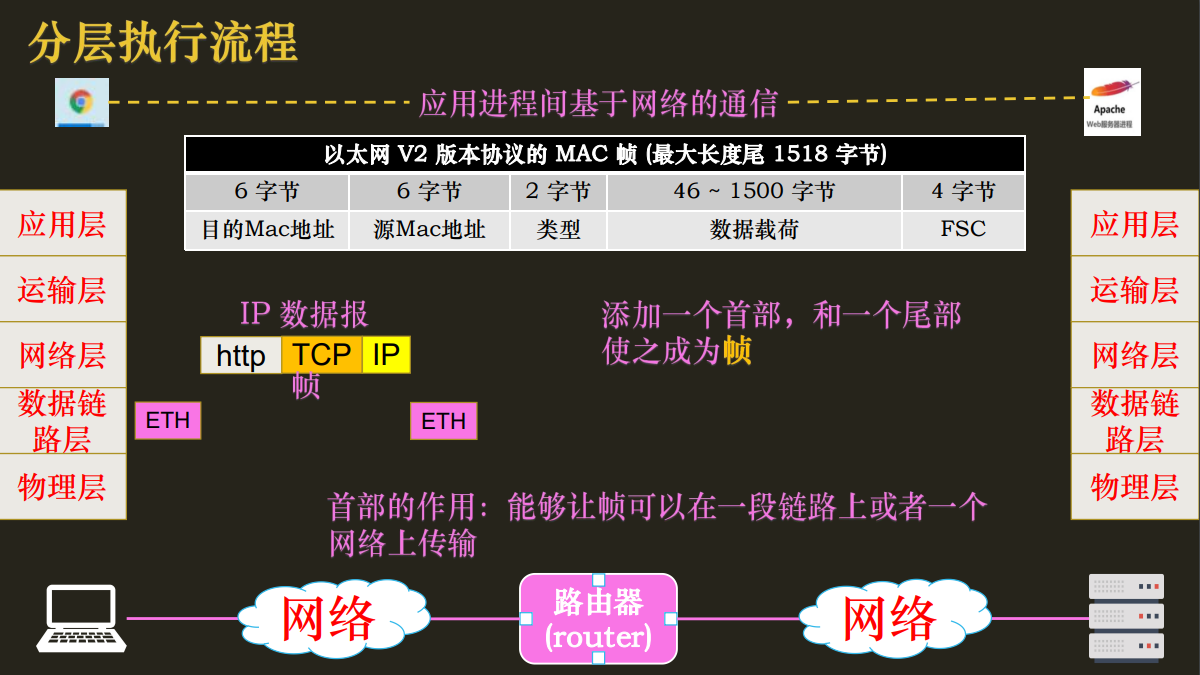 分层执行流程
应用进程间基于网络的通信
Apache
Web服务器进程
以太网 V2 版本协议的 MAC 帧 (最大长度尾 1518 字节)
6 字节 6 字节 2 字节 46 ~ 1500 字节 4 字节
目的Mac地址 源Mac地址 类型 数据载荷 FSC
应用层
运输层
网络层
数据链
路层
物理层
IP 数据报
http TCP IP
帧
ETH ETH
添加一个首部，和一个尾部
使之成为帧
首部的作用：能够让帧可以在一段链路上或者一个
网络上传输
应用层
运输层
网络层
数据链
路层
物理层
网络
路由器
(router)
网络